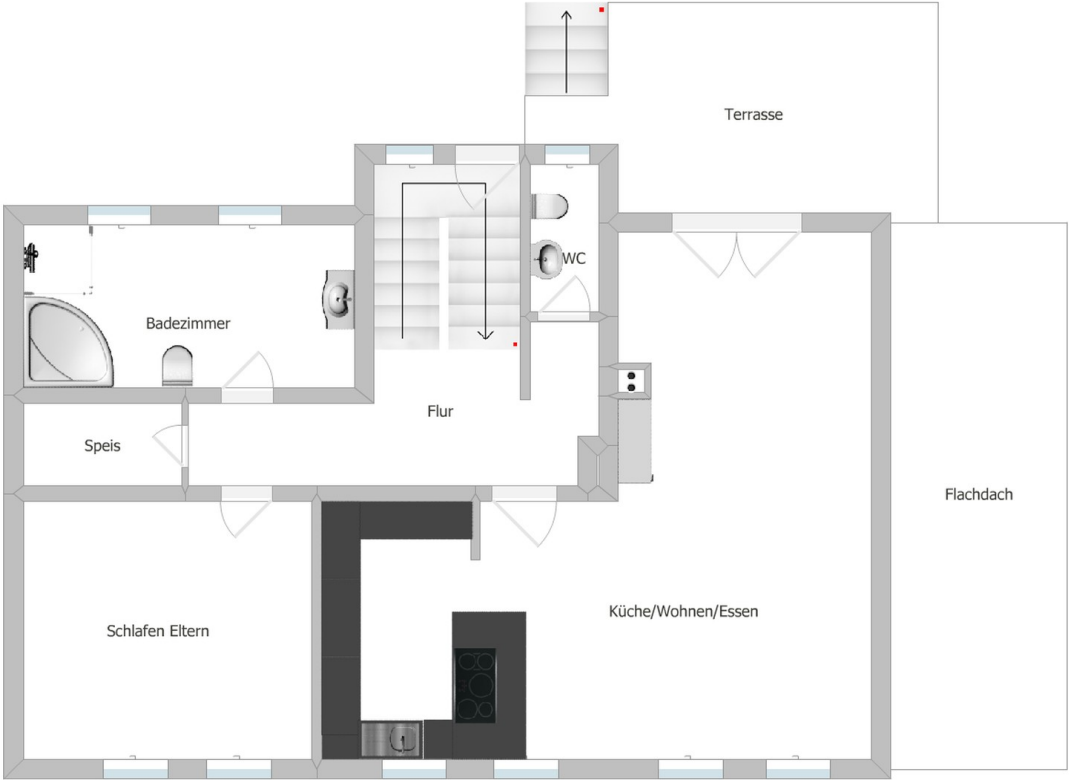 Terrasse
WC
Badezimmer
Flur
Speis
Flachdach
Küche/Wohnen/Essen
Schlafen Eltern